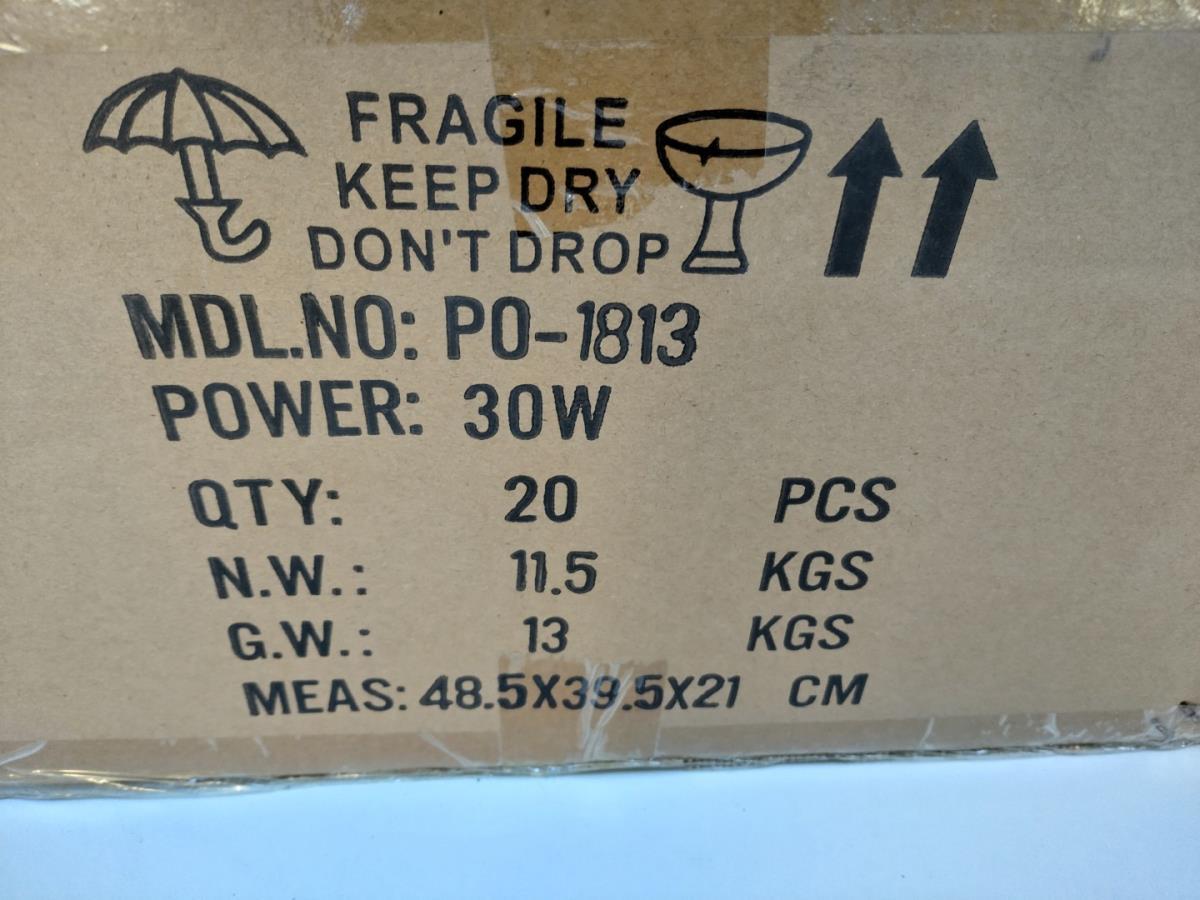 FRAGILE
KEEP DRY
DON'T DROP
MDL.NO: PO-1813
POWER: 30W
QTY: 20 PCS
N.W.: 11.5 KGS
G.W.: 13 KGS
MEAS: 48.5X39.5X21 CM